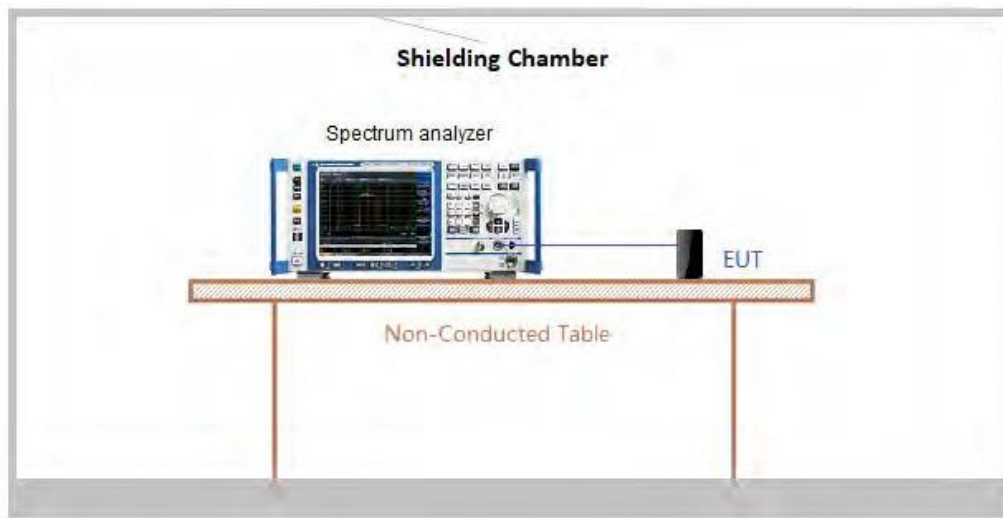 Shielding Chamber
Spectrum analyzer
EUT
Non-Conducted Table